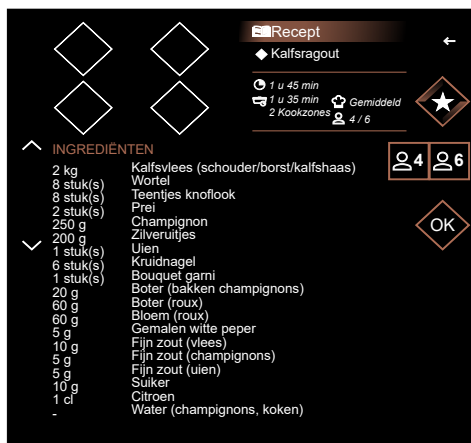 Recept
Kalfsragout
1 u 45 min
1 u 35 min Gemiddeld
2 Kookzones 4 / 6
INGREDIËNTEN
4 6
2 kg Kalfsvlees (schouder/borst/kalfshaas)
8 stuk(s) Wortel
8 stuk(s) Teentjes knoflook
2 stuk(s) Prei
250 g Champignon
200 g Zilveruitjes
1 stuk(s) Uien
6 stuk(s) Kruidnagel
1 stuk(s) Bouquet garni
20 g Boter (bakken champignons)
60 g Boter (roux)
60 g Bloem (roux)
5 g Gemalen witte peper
10 g Fijn zout (vlees)
5 g Fijn zout (champignons)
5 g Fijn zout (uien)
10 g Suiker
1 cl Citroen
- Water (champignons, koken)
OK